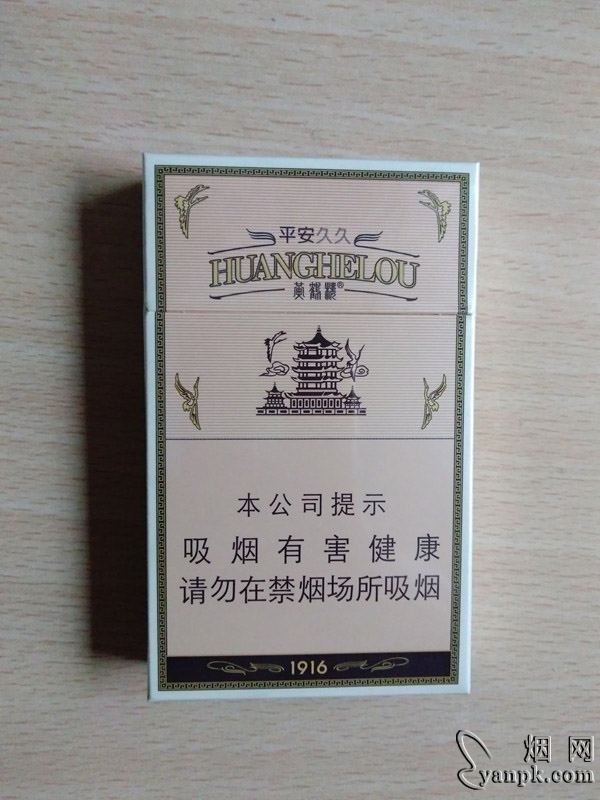 平安久久
HUANGHELOU
黄鹤楼®
本公司提示
吸烟有害健康
请勿在禁烟场所吸烟
1916
烟网
yanpk.com